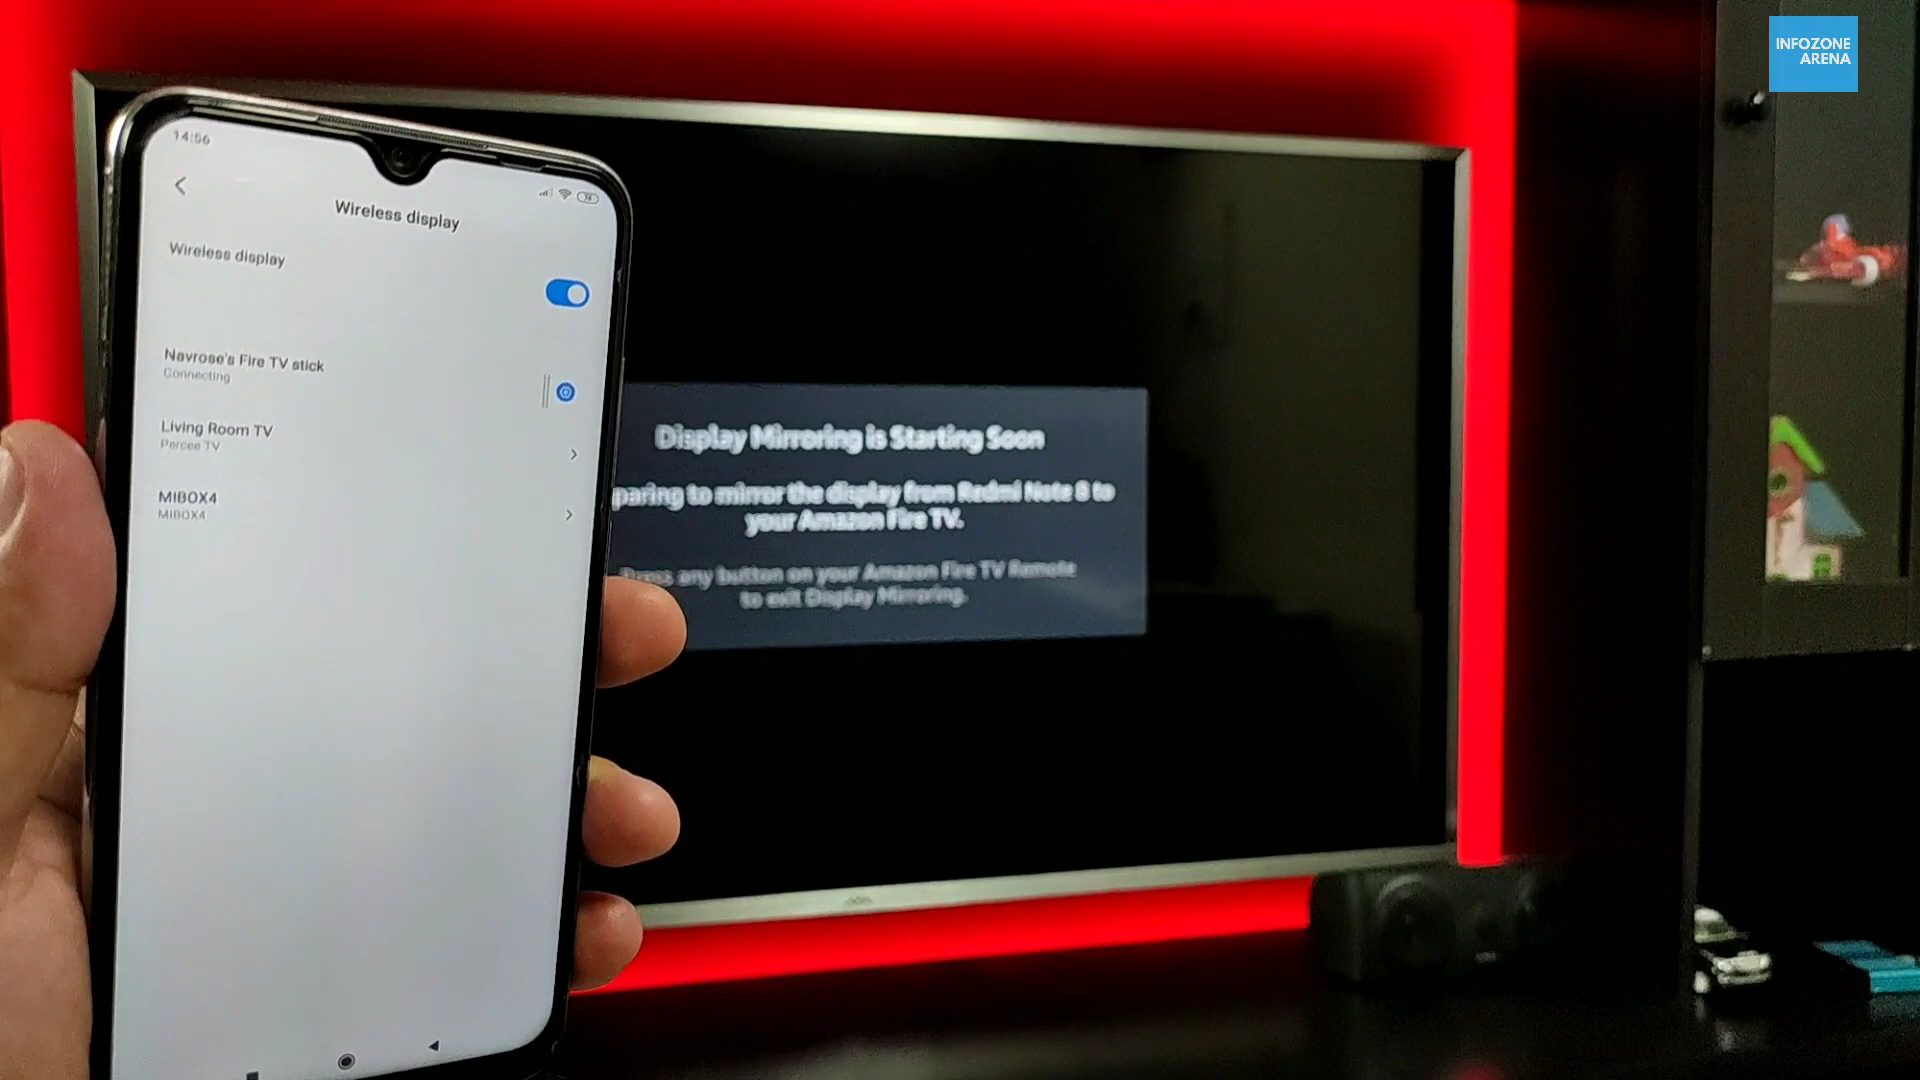 INFOZONE
ARENA
14:56
Wireless display
Wireless display
Navrose's Fire TV stick
Connecting
Living Room TV
Percee TV
MIBOX4
MIBOX4
Display Mirroring is Starting Soon
paring to mirror the display from Redmi Note 8 to
your Amazon Fire TV.
Press any button on your Amazon Fire TV Remote
to exit Display Mirroring.